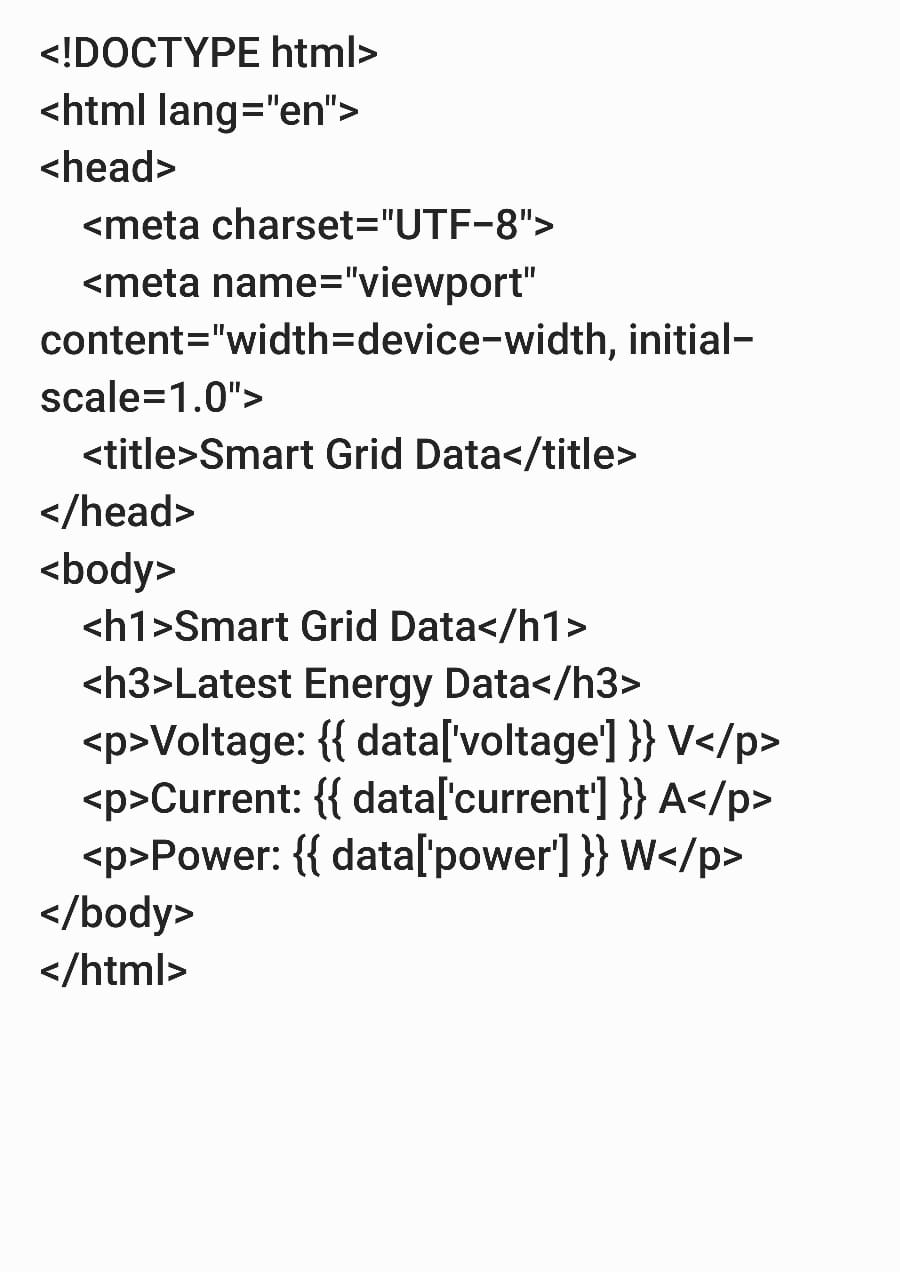 <!DOCTYPE html>
<html lang="en">
<head>
    <meta charset="UTF-8">
    <meta name="viewport"
content="width=device-width, initial-
scale=1.0">
    <title>Smart Grid Data</title>
</head>
<body>
    <h1>Smart Grid Data</h1>
    <h3>Latest Energy Data</h3>
    <p>Voltage: {{ data['voltage'] }} V</p>
    <p>Current: {{ data['current'] }} A</p>
    <p>Power: {{ data['power'] }} W</p>
</body>
</html>